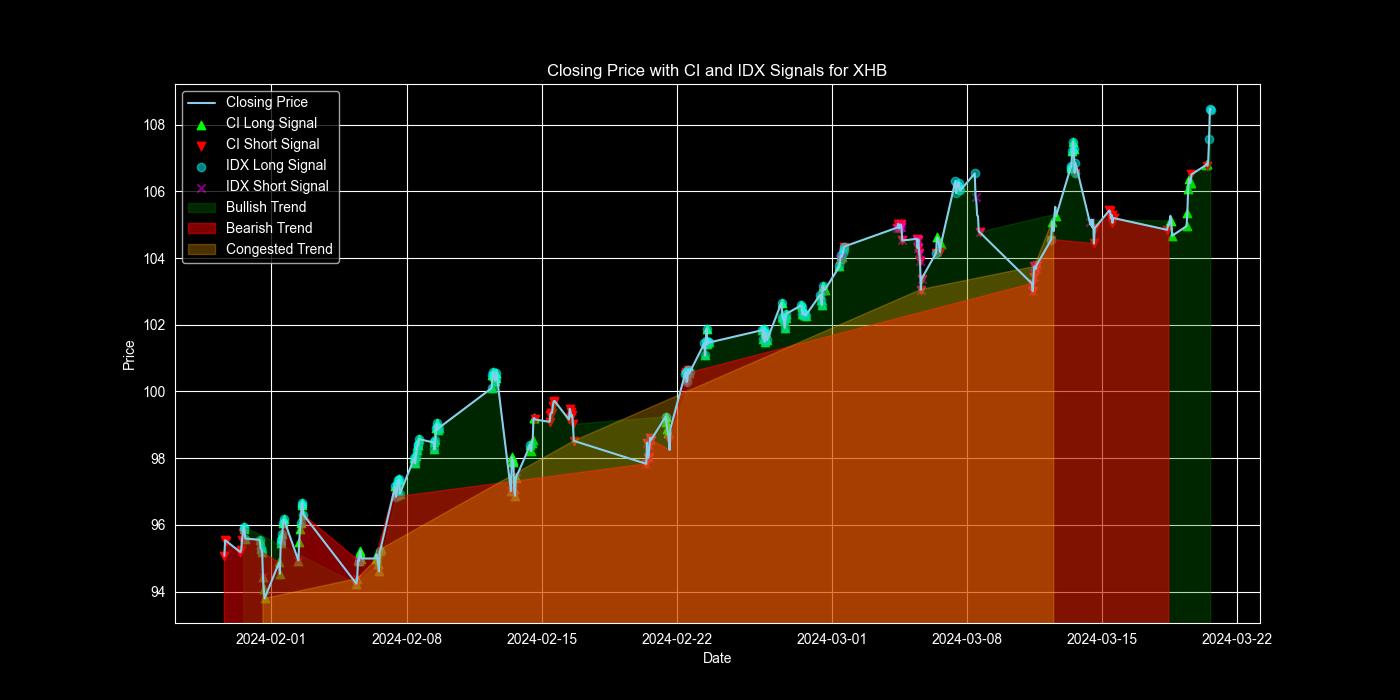 Closing Price with CI and IDX Signals for XHB
Closing Price
CI Long Signal
CI Short Signal
IDX Long Signal
IDX Short Signal
Bullish Trend
Bearish Trend
Congested Trend
Price
108
106
104
102
100
98
96
94
2024-02-01
2024-02-08
2024-02-15
2024-02-22
2024-03-01
2024-03-08
2024-03-15
2024-03-22
Date